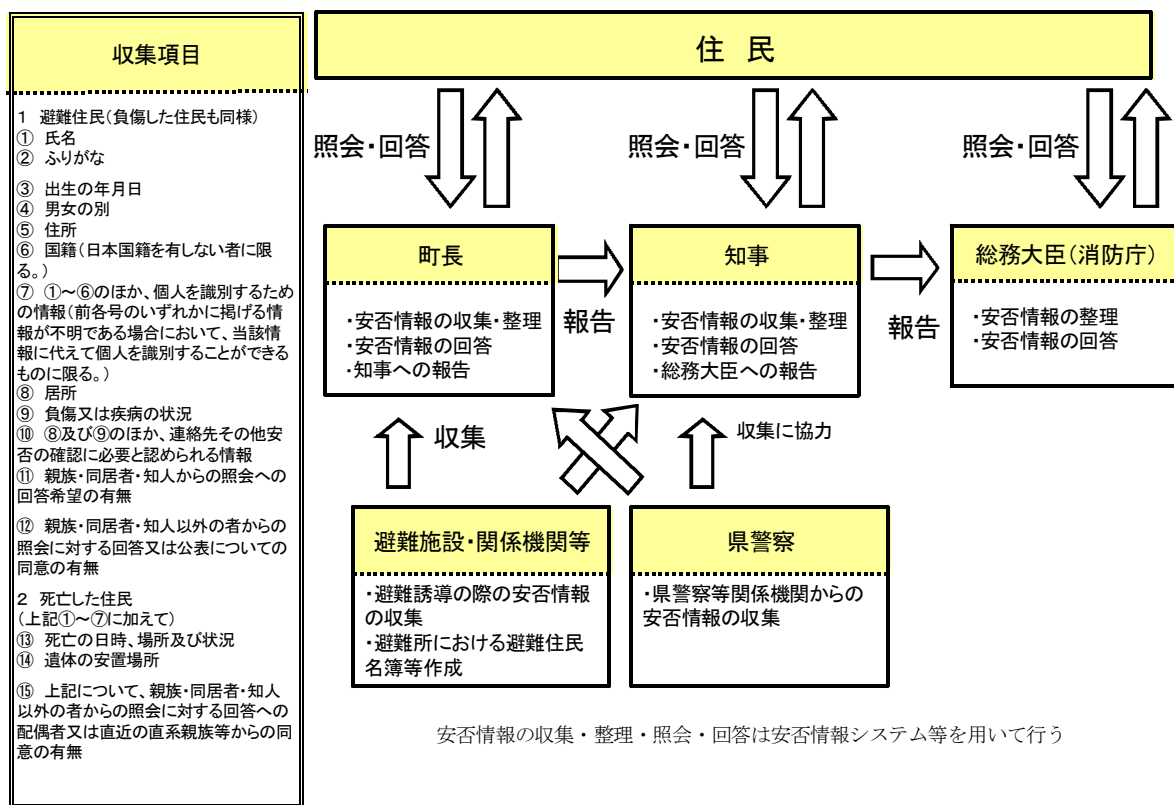 収集項目
1 避難住民(負傷した住民も同様)
① 氏名
② ふりがな
③ 出生の年月日
④ 男女の別
⑤ 住所
⑥ 国籍(日本国籍を有しない者に限
る。)
⑦ ①~⑥のほか、個人を識別するため
の情報(前各号のいずれかに掲げる情
報が不明である場合において、当該情
報に代えて個人を識別することができる
ものに限る。)
⑧ 居所
⑨ 負傷又は疾病の状況
⑩ ⑧及び⑨のほか、連絡先その他安
否の確認に必要と認められる情報
⑪ 親族・同居者・知人からの照会への
回答希望の有無
⑫ 親族・同居者・知人以外の者からの
照会に対する回答又は公表についての
同意の有無
2 死亡した住民
(上記①~⑦に加えて)
⑬ 死亡の日時、場所及び状況
⑭ 遺体の安置場所
⑮ 上記について、親族・同居者・知人
以外の者からの照会に対する回答への
配偶者又は直近の直系親族等からの同
意の有無
住 民
照会・回答
照会・回答
照会・回答
町長
・安否情報の収集・整理
・安否情報の回答
・知事への報告
報告
知事
・安否情報の収集・整理
・安否情報の回答
・総務大臣への報告
報告
総務大臣(消防庁)
・安否情報の整理
・安否情報の回答
収集
収集に協力
避難施設・関係機関等
・避難誘導の際の安否情報
の収集
・避難所における避難住民
名簿等作成
県警察
・県警察等関係機関からの
安否情報の収集
安否情報の収集・整理・照会・回答は安否情報システム等を用いて行う